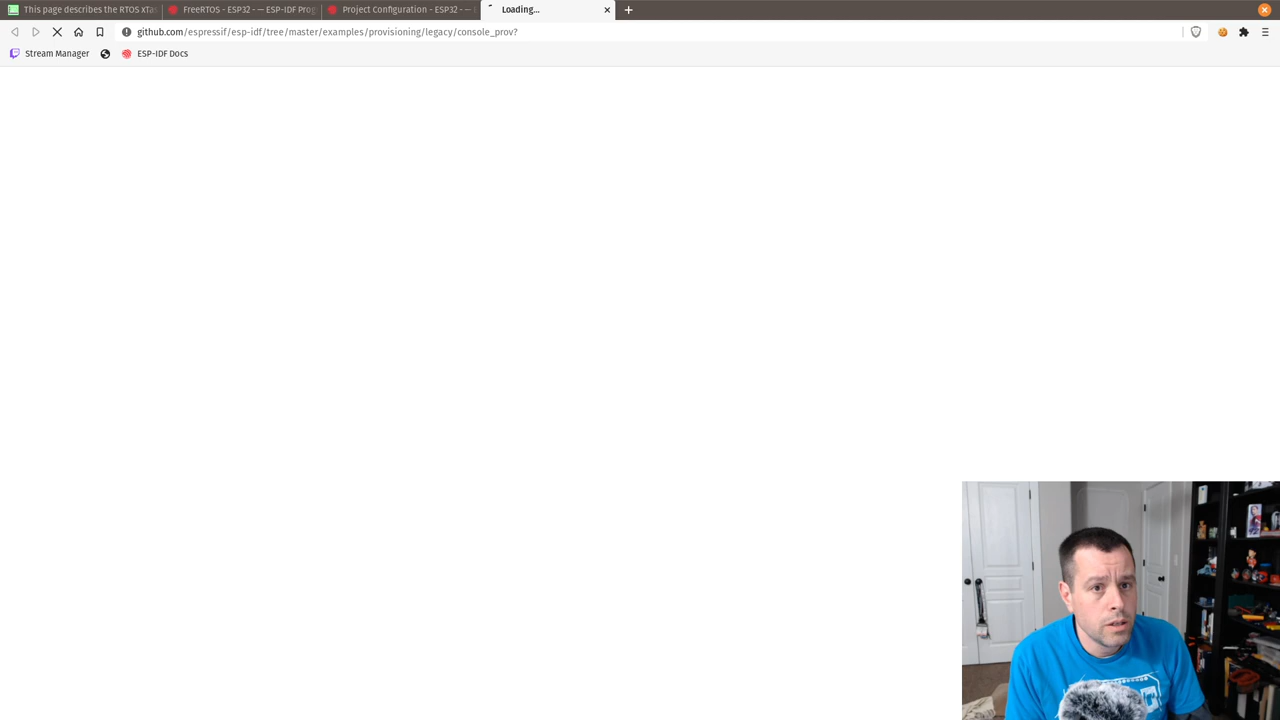 This page describes the RTOS xTas
FreeRTOS - ESP32 - — ESP-IDF Prog
Project Configuration - ESP32 - —
Loading...
github.com/espressif/esp-idf/tree/master/examples/provisioning/legacy/console_prov?
Stream Manager
ESP-IDF Docs